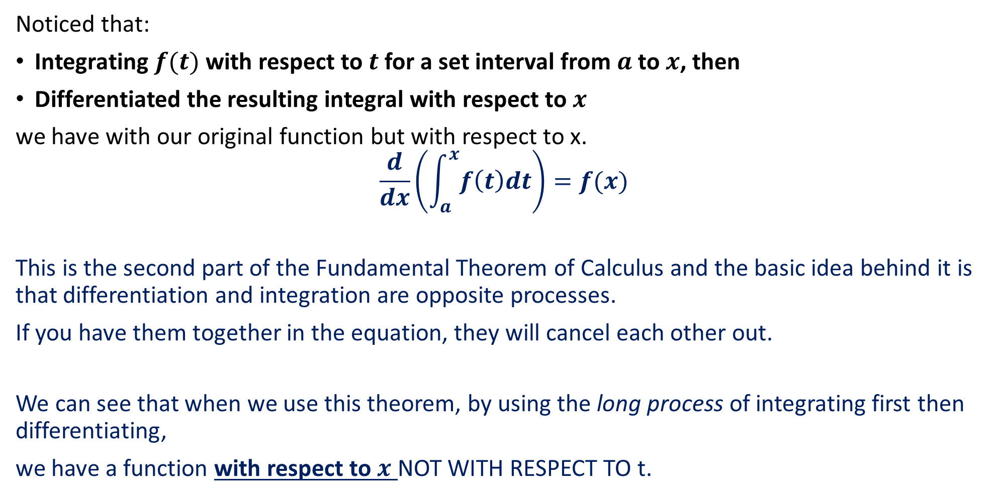 Noticed that:
• Integrating f(t) with respect to t for a set interval from a to x, then
• Differentiated the resulting integral with respect to x
we have with our original function but with respect to x.
d/dx (∫ₐˣ f(t)dt) = f(x)
This is the second part of the Fundamental Theorem of Calculus and the basic idea behind it is
that differentiation and integration are opposite processes.
If you have them together in the equation, they will cancel each other out.
We can see that when we use this theorem, by using the long process of integrating first then
differentiating,
we have a function with respect to x NOT WITH RESPECT TO t.